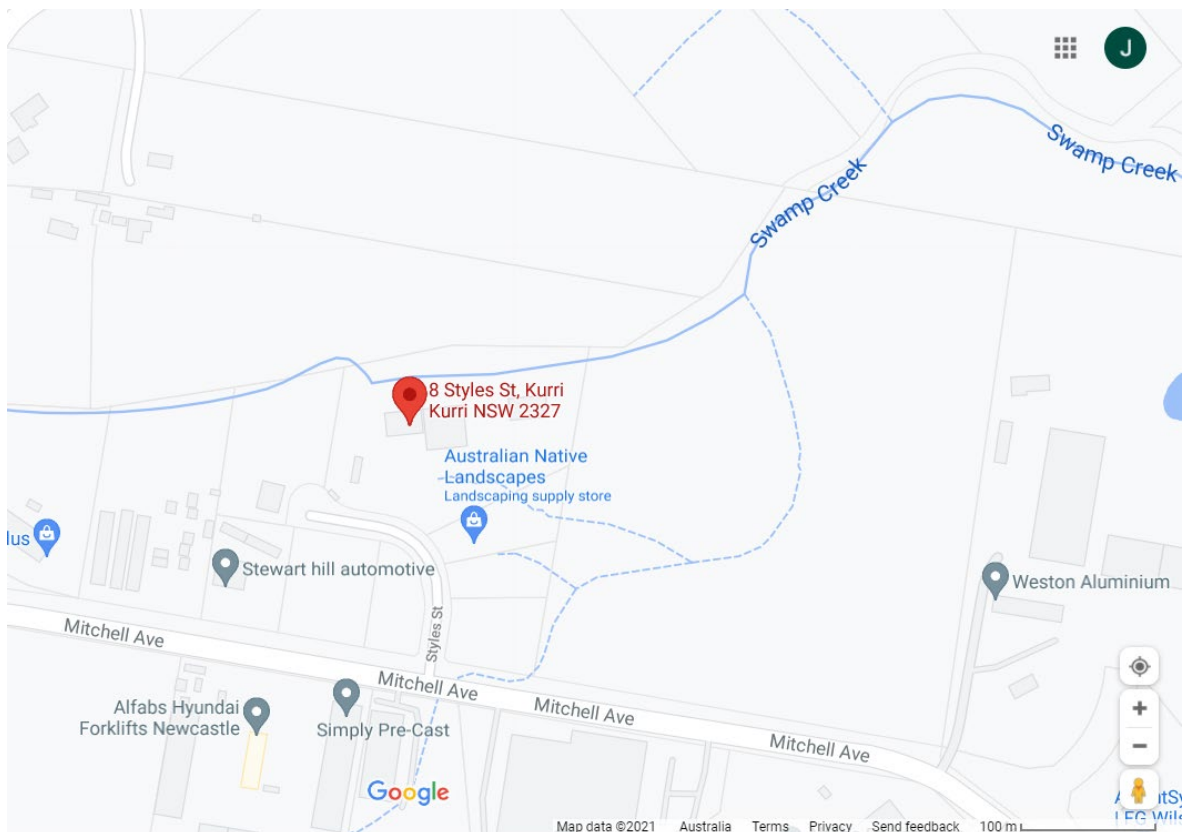 J
Swamp Creek
Swamp Creek
8 Styles St, Kurri
Kurri NSW 2327
Australian Native
Landscapes
Landscaping supply store
lus
Stewart hill automotive
Weston Aluminium
Styles St
Mitchell Ave
Mitchell Ave
Mitchell Ave
Mitchell Ave
Alfabs Hyundai
Forklifts Newcastle
Simply Pre-Cast
Google
Map data ©2021 Australia Terms Privacy Send feedback 100 m